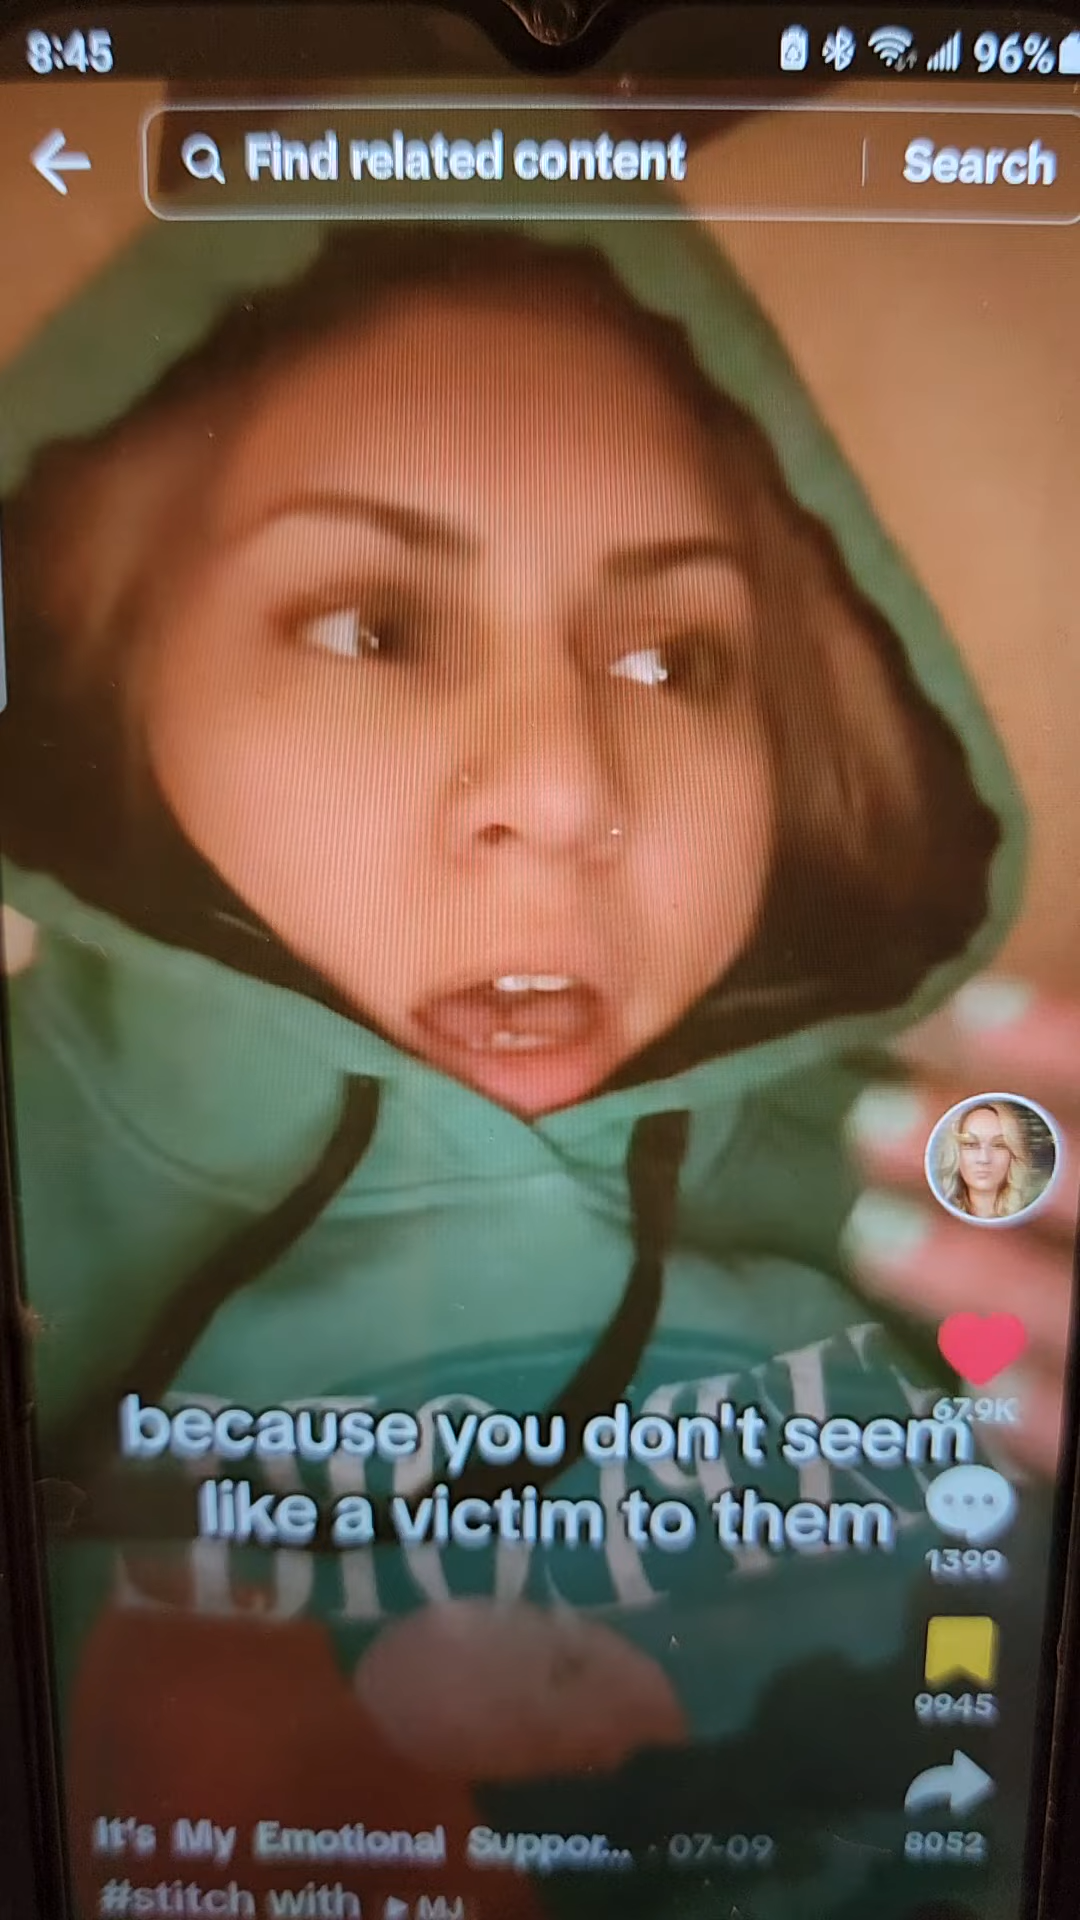 8:45 96%
Find related content Search
67.9K
because you don't seem
like a victim to them
1399
9945
8052
It's My Emotional Suppor... · 07-09
#stitch with MJ